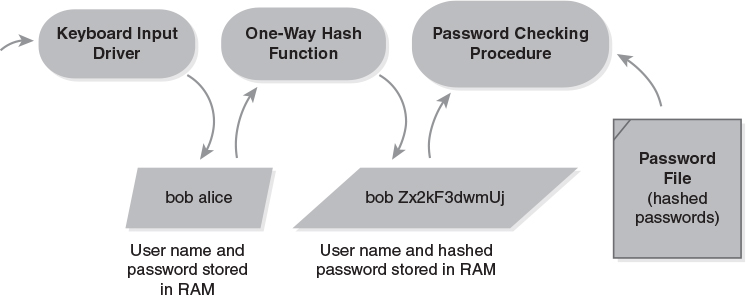 Keyboard Input
Driver
One-Way Hash
Function
Password Checking
Procedure
bob alice
User name and
password stored
in RAM
bob Zx2kF3dwmUj
User name and hashed
password stored in RAM
Password
File
(hashed
passwords)